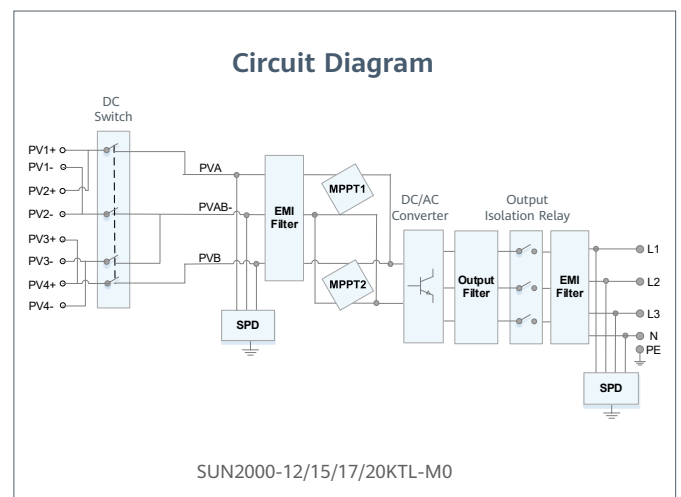 Circuit Diagram
DC
Switch
PV1+
PV1-
PV2+
PV2-
PV3+
PV3-
PV4+
PV4-
PVA
PVAB-
PVB
EMI
Filter
SPD
MPPT1
MPPT2
DC/AC
Converter
Output
Filter
Output
Isolation Relay
EMI
Filter
L1
L2
L3
N
PE
SPD
SUN2000-12/15/17/20KTL-M0